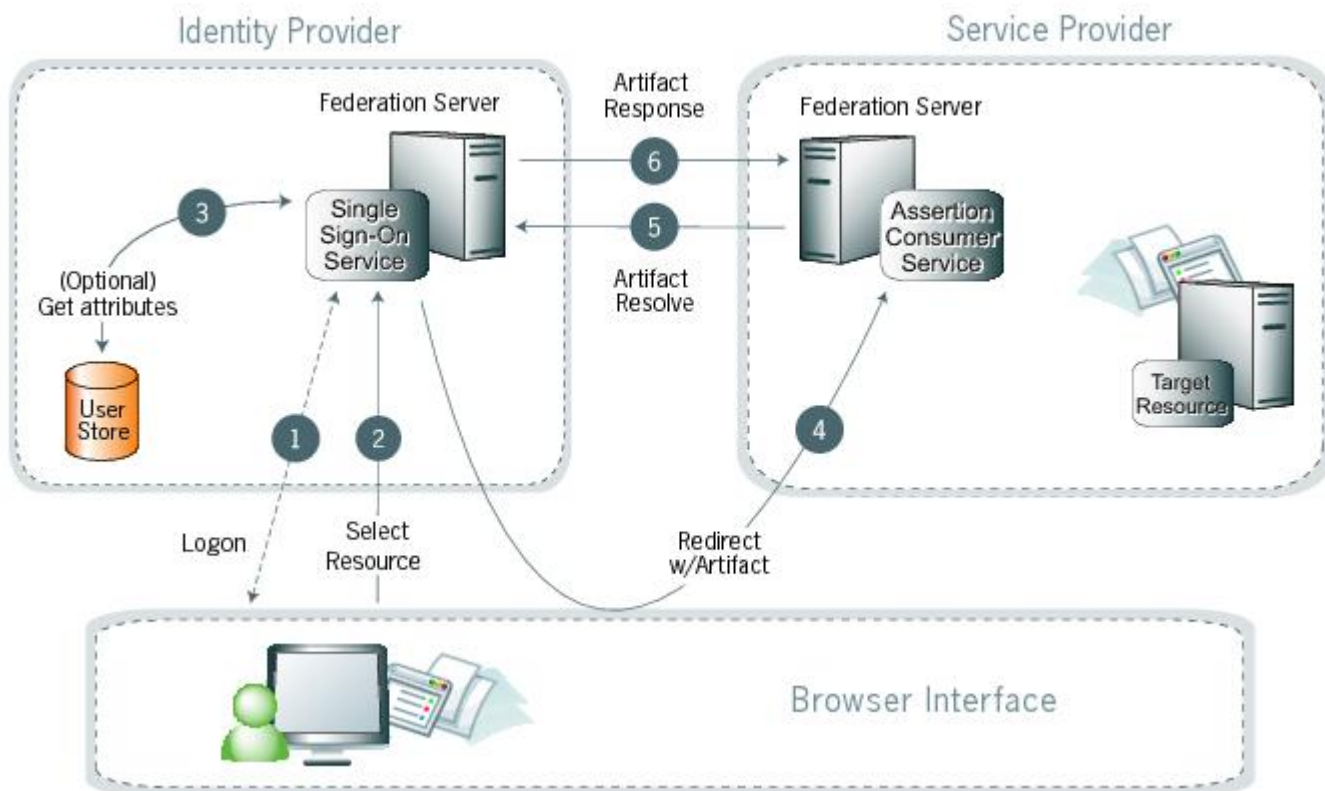 Identity Provider
Service Provider
Federation Server
Artifact
Response
Federation Server
6
3
Single
Sign-On
Service
5
Assertion
Consumer
Service
(Optional)
Get attributes
Artifact
Resolve
User
Store
1
2
4
Target
Resource
Logon
Select
Resource
Redirect
w/Artifact
Browser Interface